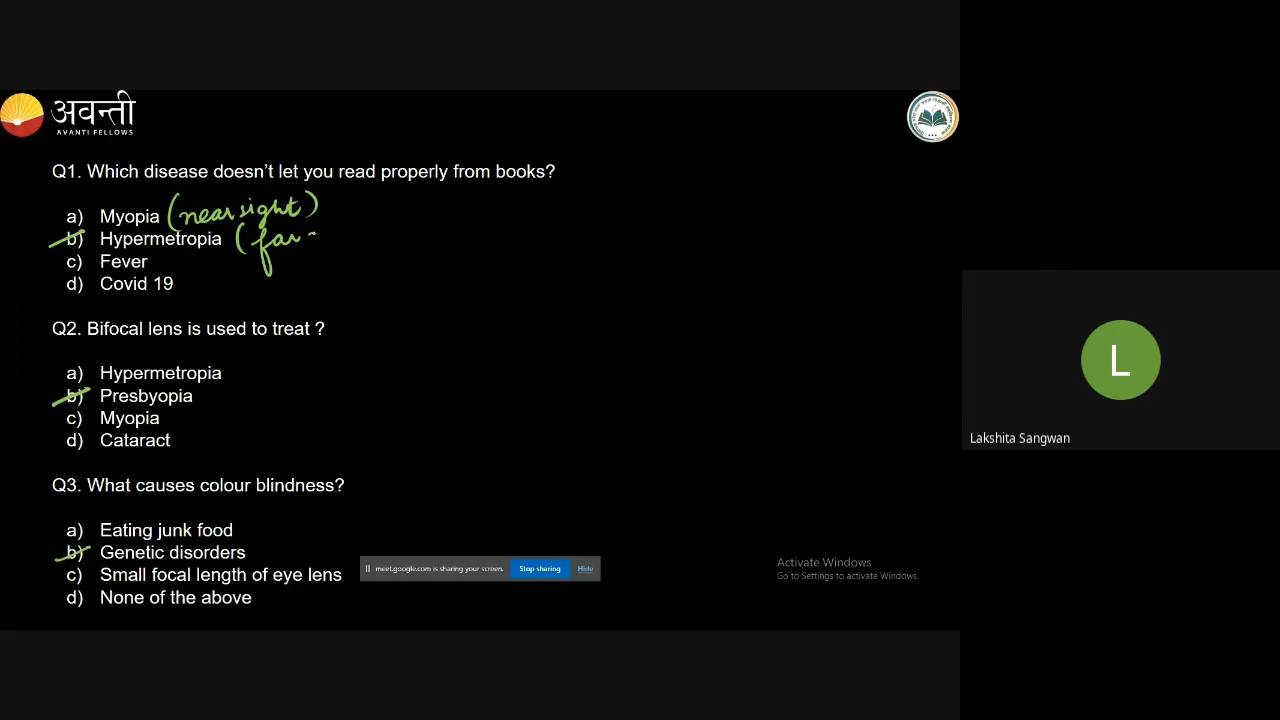 अवन्ती
AVANTI FELLOWS
Q1. Which disease doesn't let you read properly from books?
a) Myopia (near sight)
b) Hypermetropia (far
c) Fever
d) Covid 19
Q2. Bifocal lens is used to treat ?
a) Hypermetropia
b) Presbyopia
c) Myopia
d) Cataract
Q3. What causes colour blindness?
a) Eating junk food
b) Genetic disorders
c) Small focal length of eye lens
d) None of the above
meet.google.com is sharing your screen. Stop sharing Hide
Activate Windows
Go to Settings to activate Windows.
L
Lakshita Sangwan